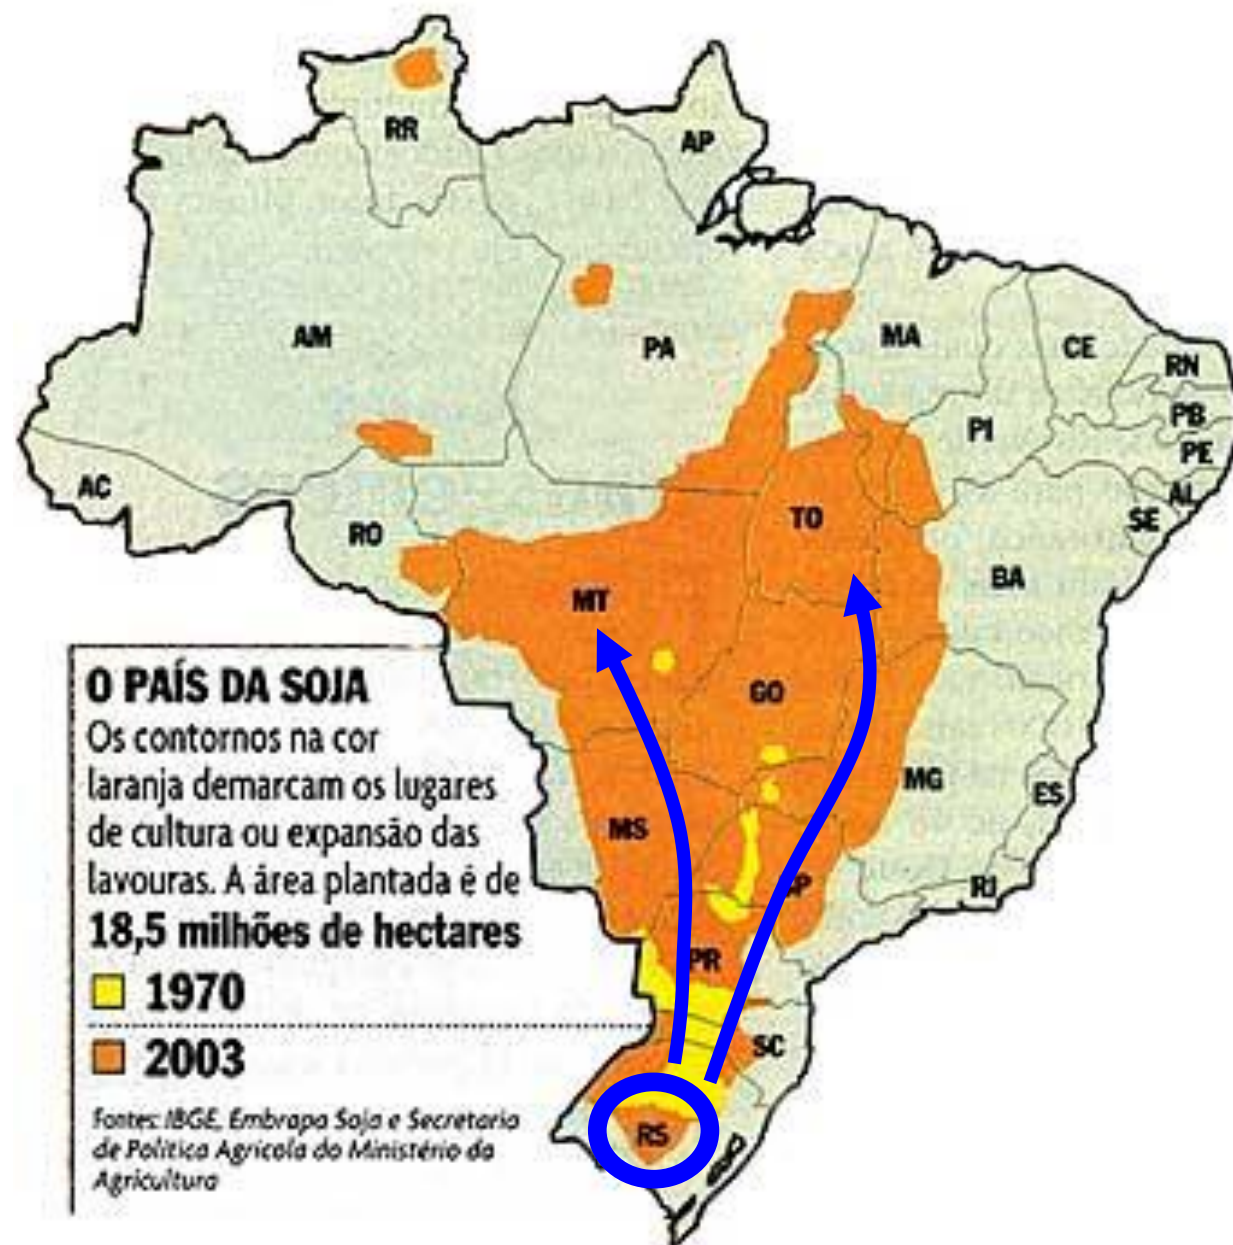 RR
AP
AM
PA
MA
CE
RN
PB
PE
PI
AL
SE
AC
RO
TO
BA
MT
GO
MG
ES
MS
SP
RJ
PR
SC
RS
O PAÍS DA SOJA
Os contornos na cor
laranja demarcam os lugares
de cultura ou expansão das
lavouras. A área plantada é de
18,5 milhões de hectares
1970
2003
Fontes: IBGE, Embrapa Soja e Secretaria
de Política Agrícola do Ministério da
Agricultura